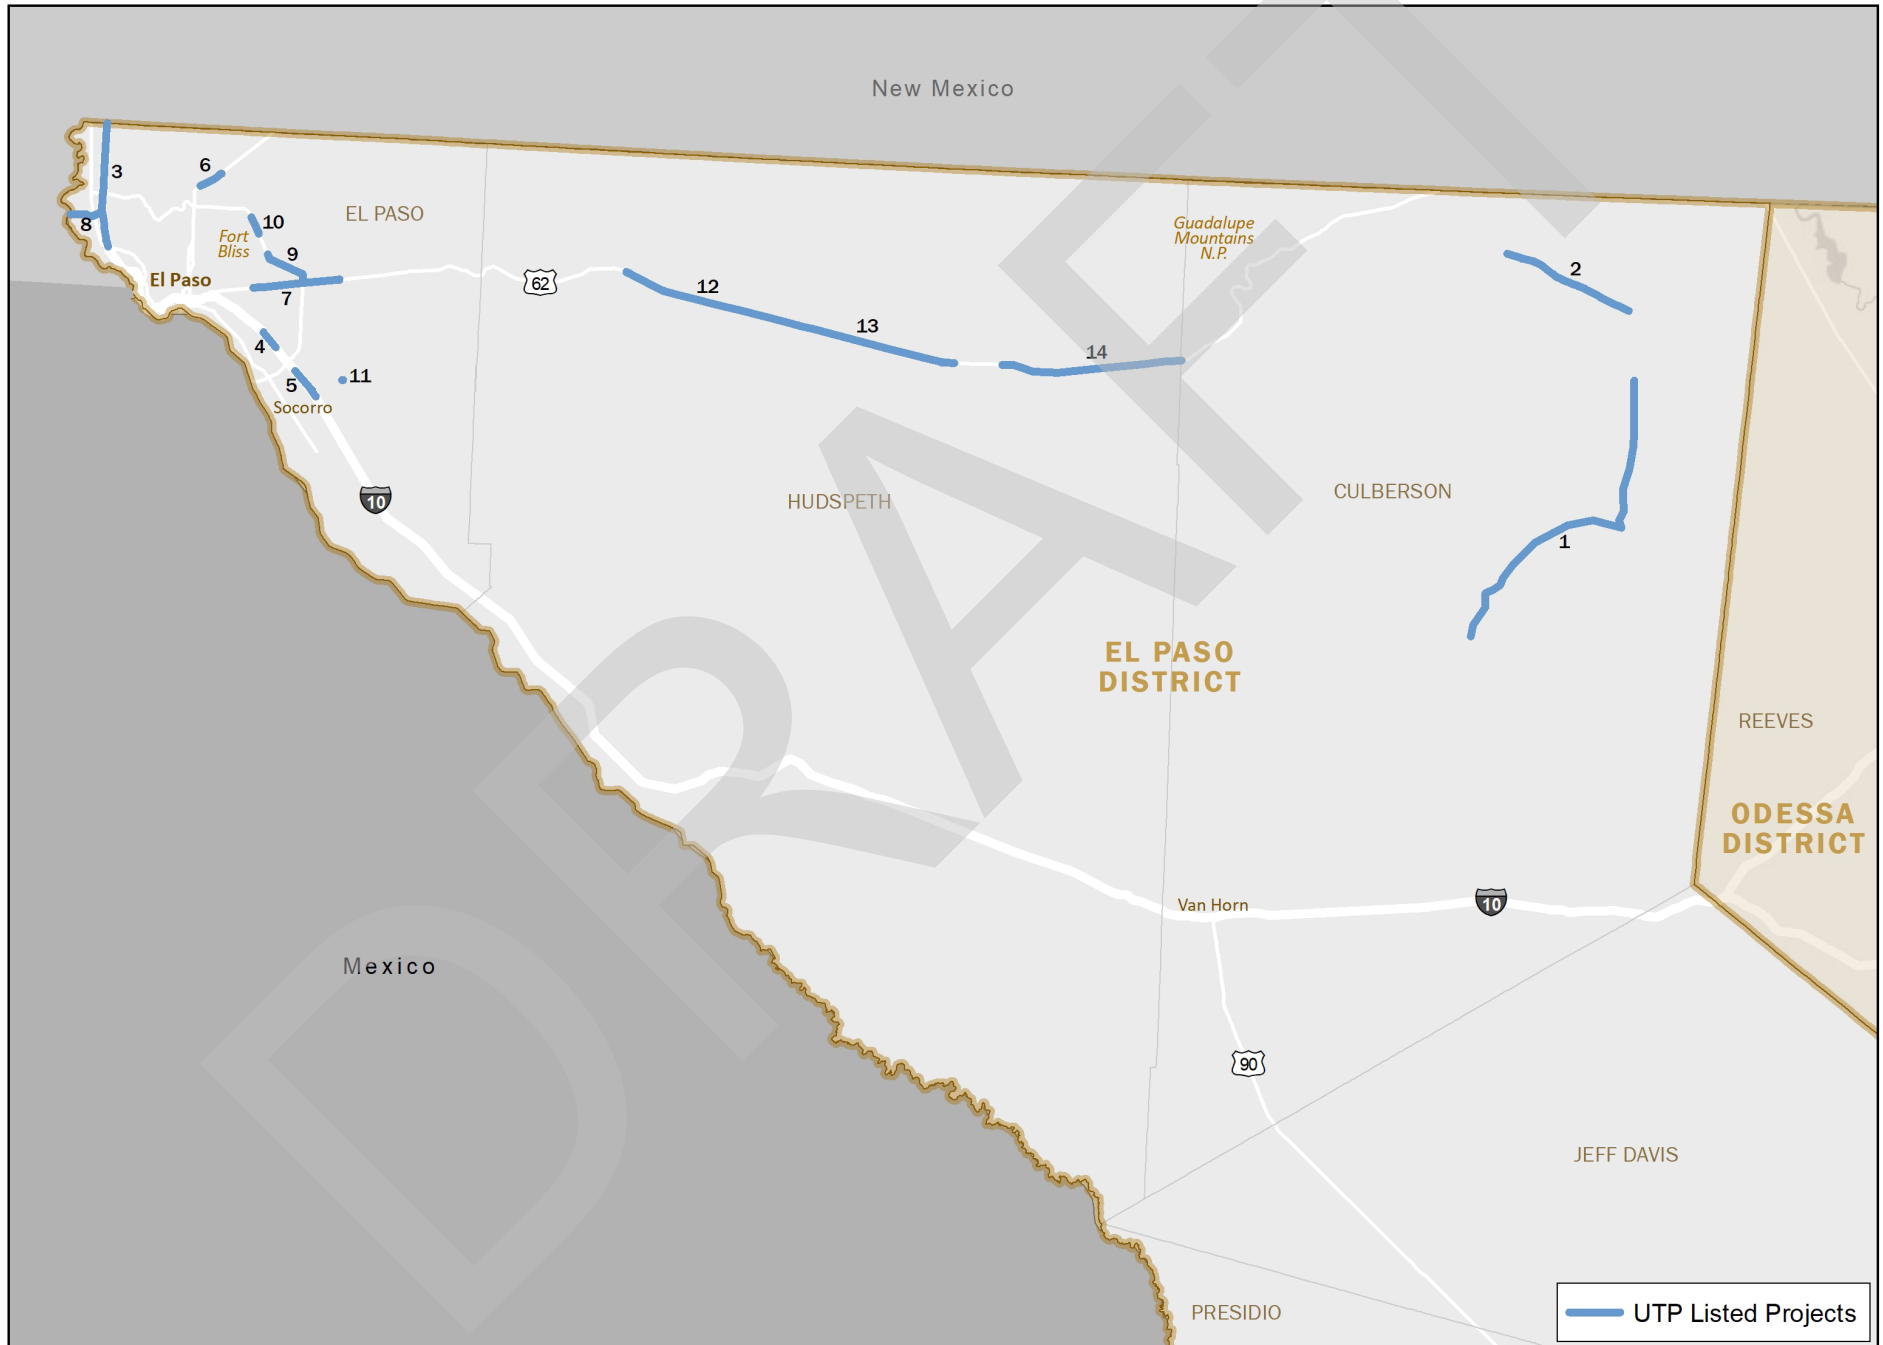 New Mexico
3
6
8
10
EL PASO
Fort
Bliss
9
Guadalupe
Mountains
N.P.
2
El Paso
7
62
12
13
14
4
5
11
Socorro
10
HUDSPETH
CULBERSON
1
EL PASO
DISTRICT
REEVES
ODESSA
DISTRICT
Van Horn
10
Mexico
90
JEFF DAVIS
PRESIDIO
UTP Listed Projects
DRAFT